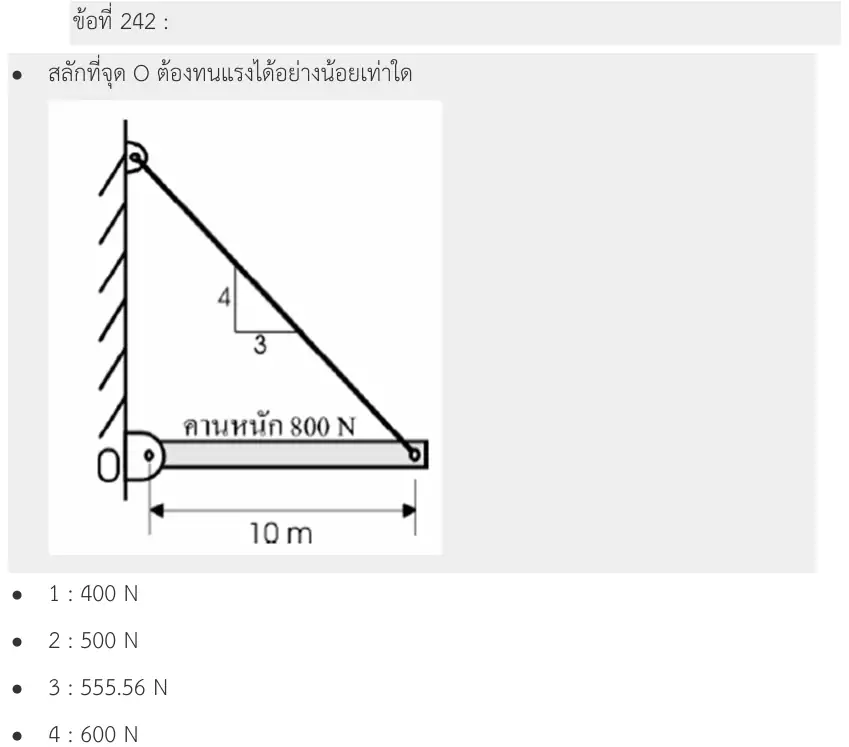 ข้อที่ 242 :
สลักที่จุด O ต้องทนแรงได้อย่างน้อยเท่าใด
4
3
คานหนัก 800 N
O
10 m
1 : 400 N
2 : 500 N
3 : 555.56 N
4 : 600 N